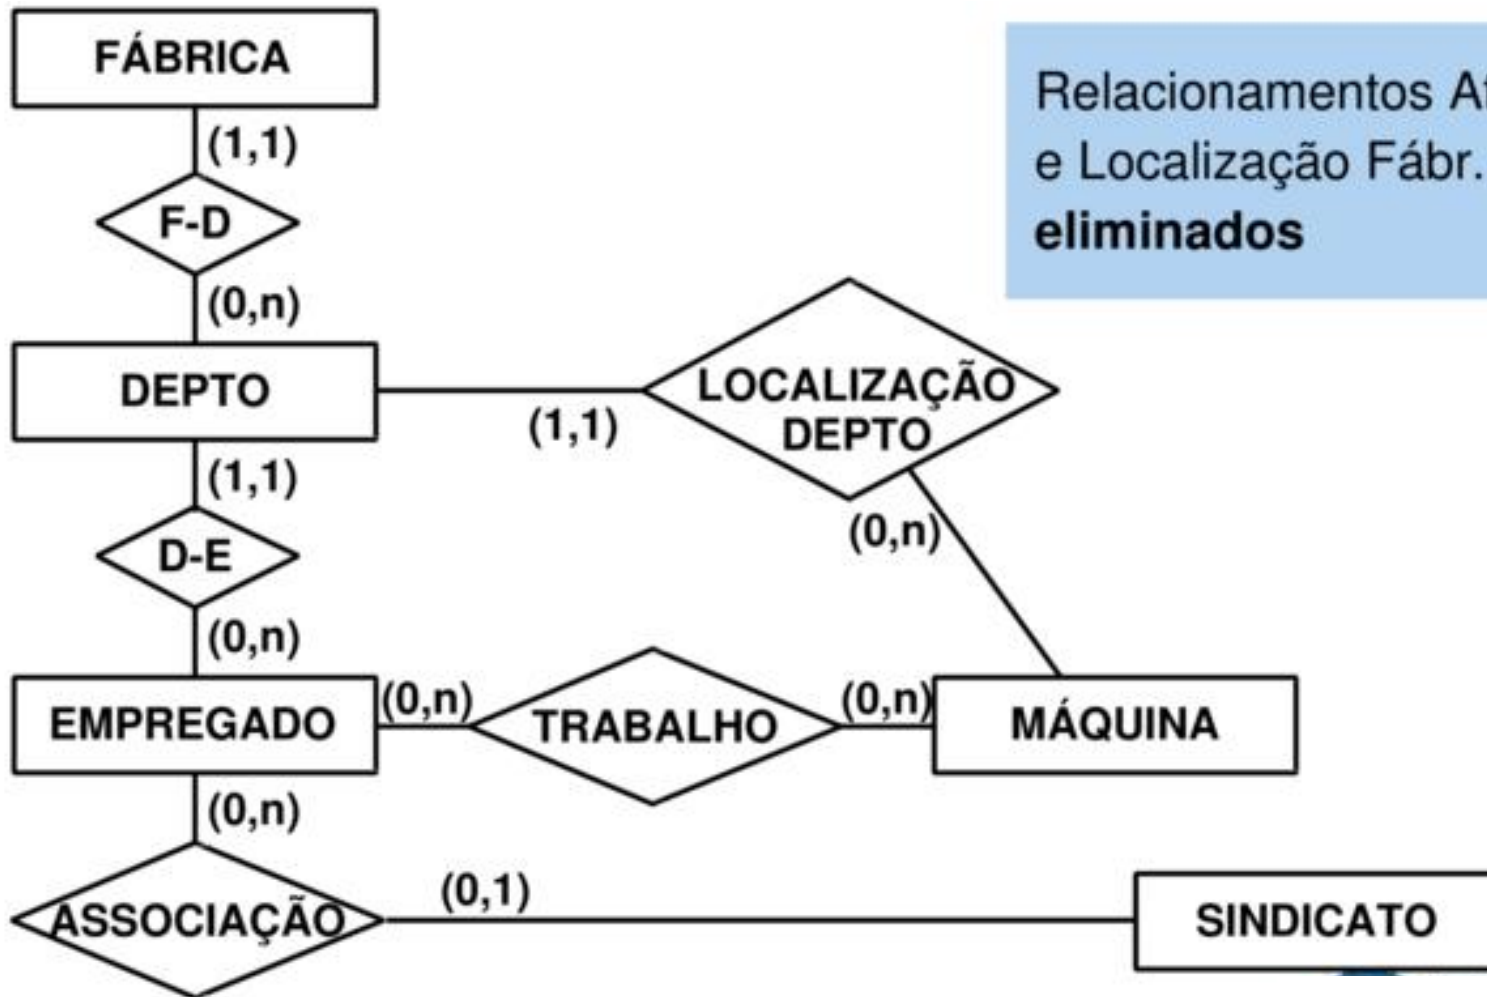 FÁBRICA
Relacionamentos
e Localização Fábr.
eliminados
(1,1)
F-D
(0,n)
DEPTO
(1,1)
LOCALIZAÇÃO
DEPTO
(1,1)
D-E
(0,n)
(0,n)
EMPREGADO
(0,n)
TRABALHO
(0,n)
MÁQUINA
(0,n)
ASSOCIAÇÃO
(0,1)
SINDICATO